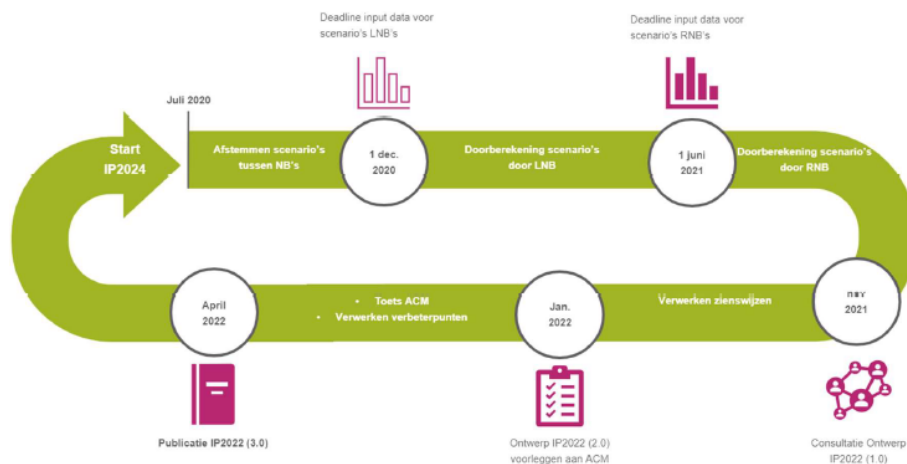 Deadline input data voor
scenario's LNB's
Deadline input data voor
scenario's RNB's
Juli 2020
Start
IP2024
Afstemmen scenario's
tussen NB's
1 dec.
2020
Doorberekening scenario's
door LNB
1 juni
2021
Doorberekening scenario's
door RNB
nov
2021
Verwerken zienswijzen
Jan.
2022
• Toets ACM
• Verwerken verbeterpunten
April
2022
Publicatie IP2022 (3.0)
Ontwerp IP2022 (2.0)
voorleggen aan ACM
Consultatie Ontwerp
IP2022 (1.0)